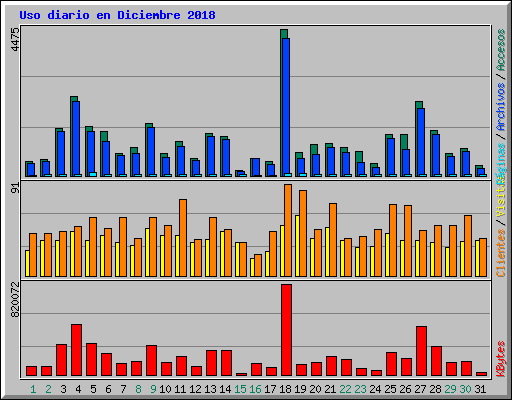 Uso diario en Diciembre 2018
4475
91
820072
Accesos / Archivos / Páginas
Clientes / Visitas
KBytes
1 2 3 4 5 6 7 8 9 10 11 12 13 14 15 16 17 18 19 20 21 22 23 24 25 26 27 28 29 30 31